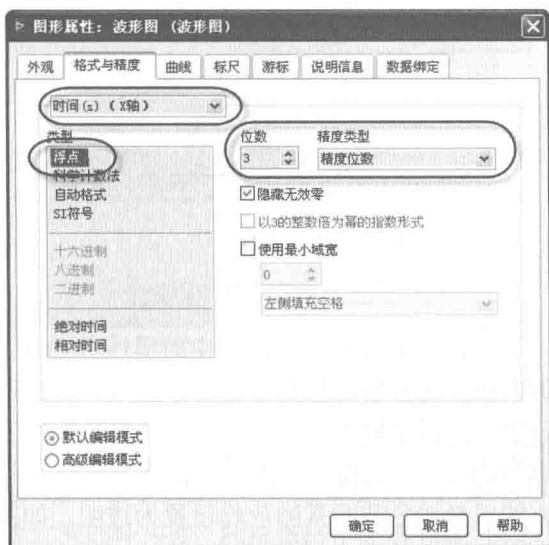 图形属性: 波形图 (波形图)
外观 格式与精度 曲线 标尺 游标 说明信息 数据绑定
时间(s) (X轴)
类型
浮点
科学计数法
自动格式
SI符号
十六进制
八进制
二进制
绝对时间
相对时间
位数 精度类型
3 精度位数
隐藏无效零
以3的整数倍为幂的指数形式
使用最小域宽
0
左侧填充空格
默认编辑模式
高级编辑模式
确定 取消 帮助